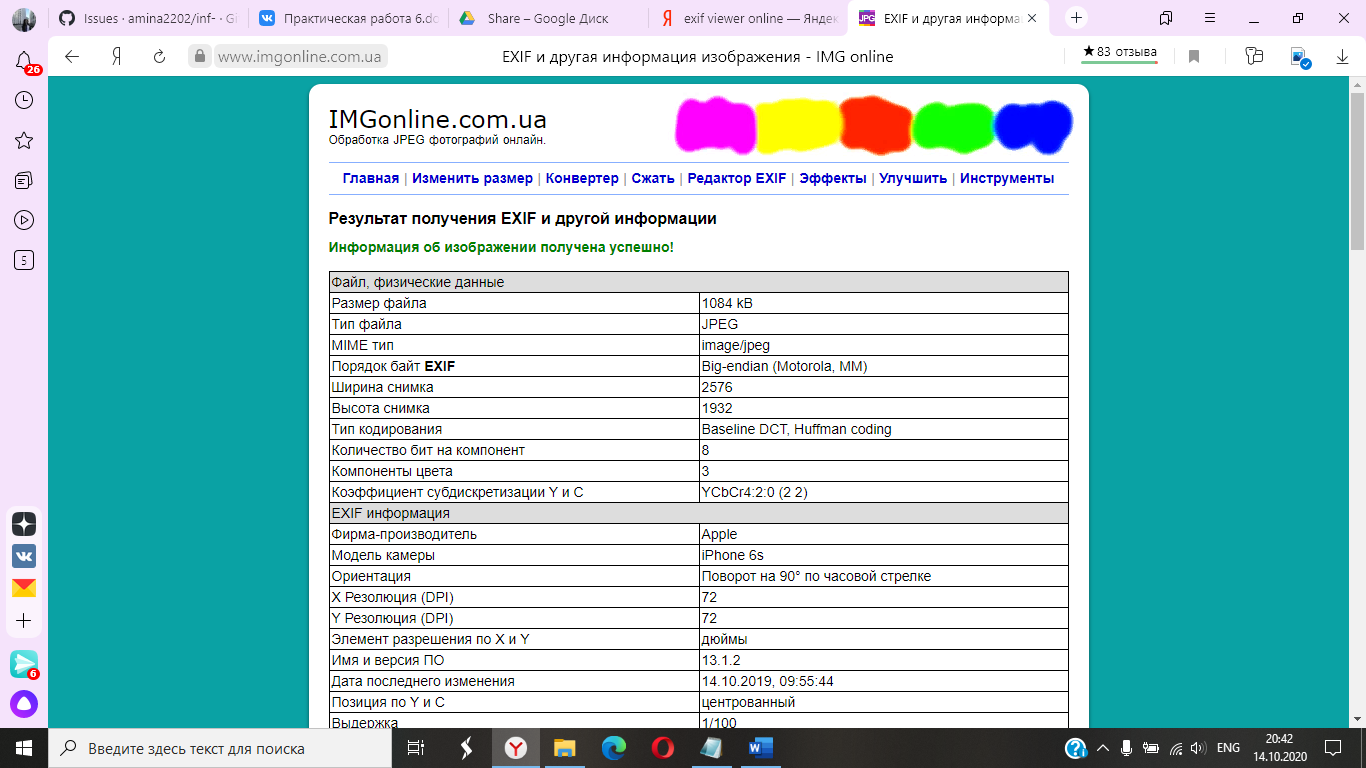 Issues · amina2202/inf- · Gi
Практическая работа 6.do
Share – Google Диск
exif viewer online — Яндек
JPG EXIF и другая информа
26
www.imgonline.com.ua
EXIF и другая информация изображения - IMG online
★83 отзыва
5
6
IMGonline.com.ua
Обработка JPEG фотографий онлайн.
Главная | Изменить размер | Конвертер | Сжать | Редактор EXIF | Эффекты | Улучшить | Инструменты
Результат получения EXIF и другой информации
Информация об изображении получена успешно!
Файл, физические данные
Размер файла 1084 kB
Тип файла JPEG
MIME тип image/jpeg
Порядок байт EXIF Big-endian (Motorola, MM)
Ширина снимка 2576
Высота снимка 1932
Тип кодирования Baseline DCT, Huffman coding
Количество бит на компонент 8
Компоненты цвета 3
Коэффициент субдискретизации Y и C YCbCr4:2:0 (2 2)
EXIF информация
Фирма-производитель Apple
Модель камеры iPhone 6s
Ориентация Поворот на 90° по часовой стрелке
X Резолюция (DPI) 72
Y Резолюция (DPI) 72
Элемент разрешения по X и Y дюймы
Имя и версия ПО 13.1.2
Дата последнего изменения 14.10.2019, 09:55:44
Позиция по Y и C центрованный
Выдержка 1/100
Введите здесь текст для поиска
ENG
20:42
14.10.2020